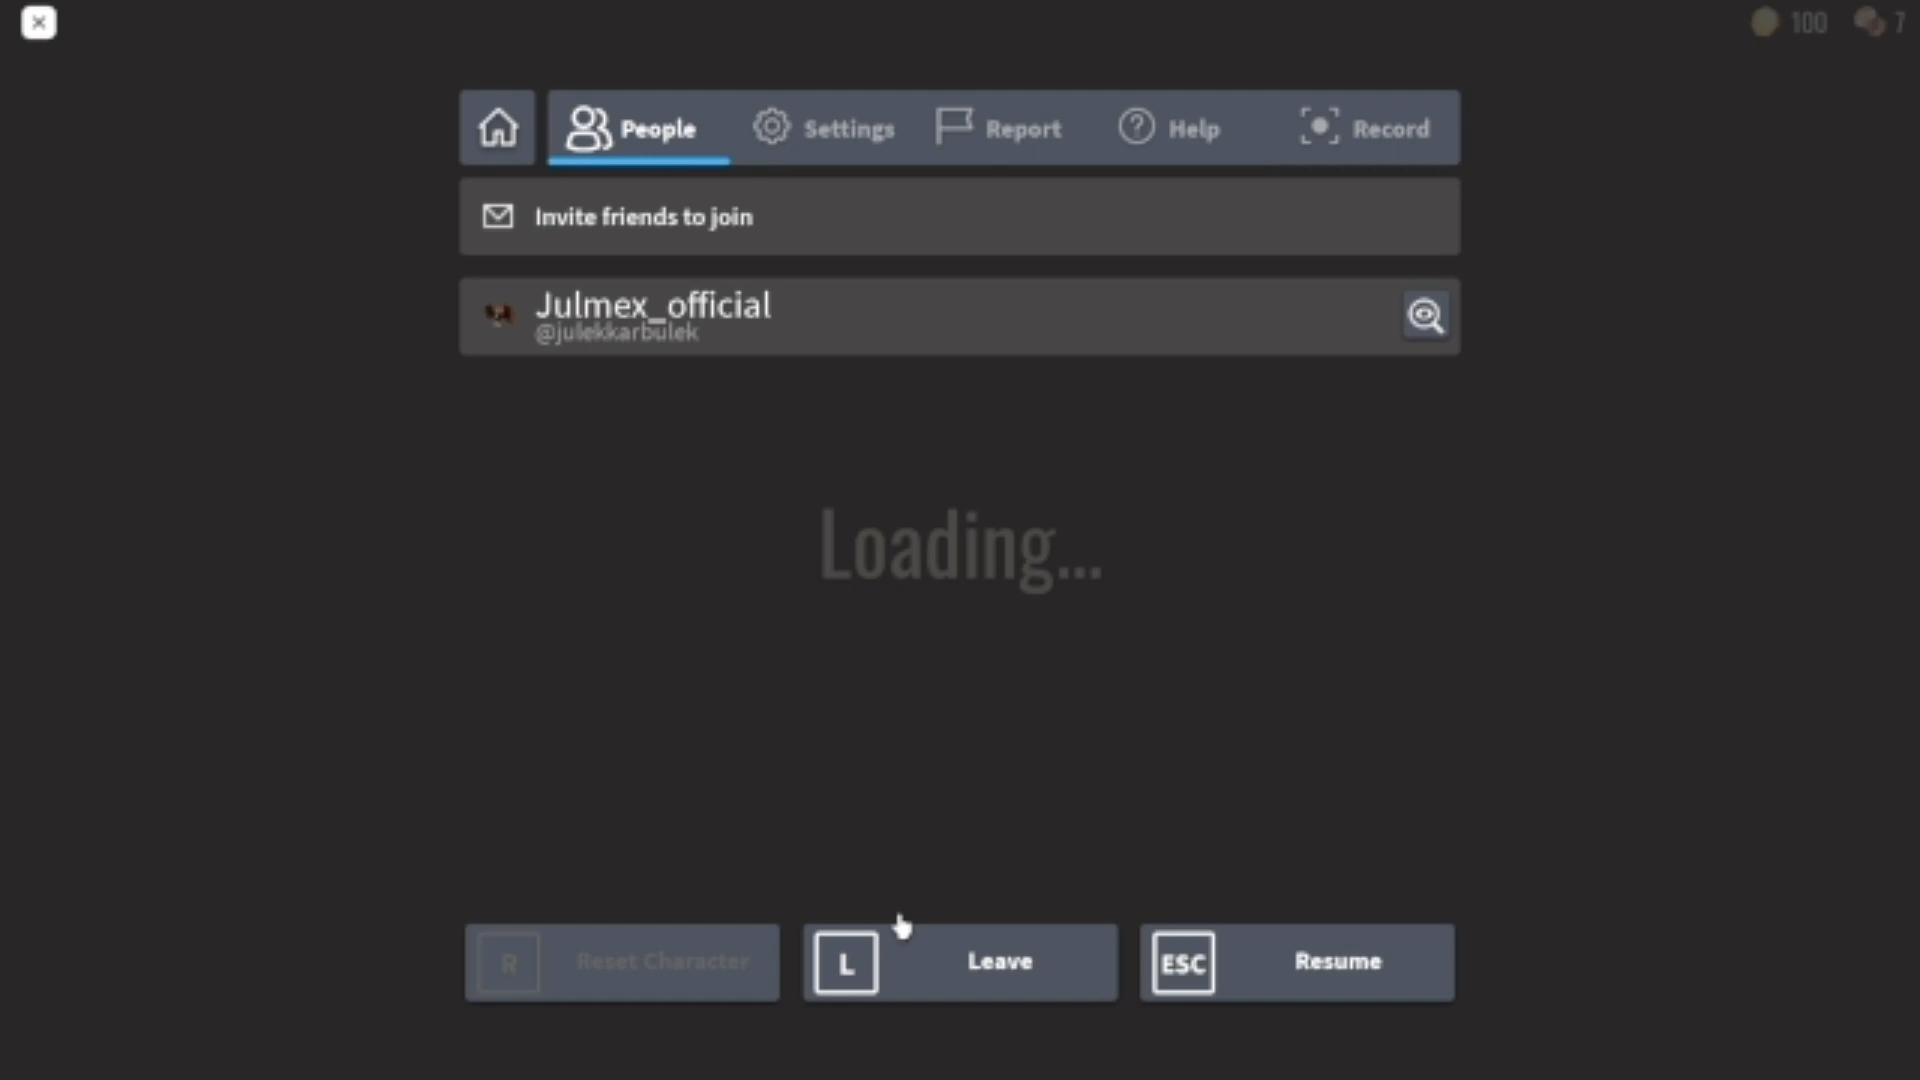 100 7
People Settings Report Help Record
Invite friends to join
Julmex_official
@julekkarbulek
Loading...
R Reset Character L Leave ESC Resume